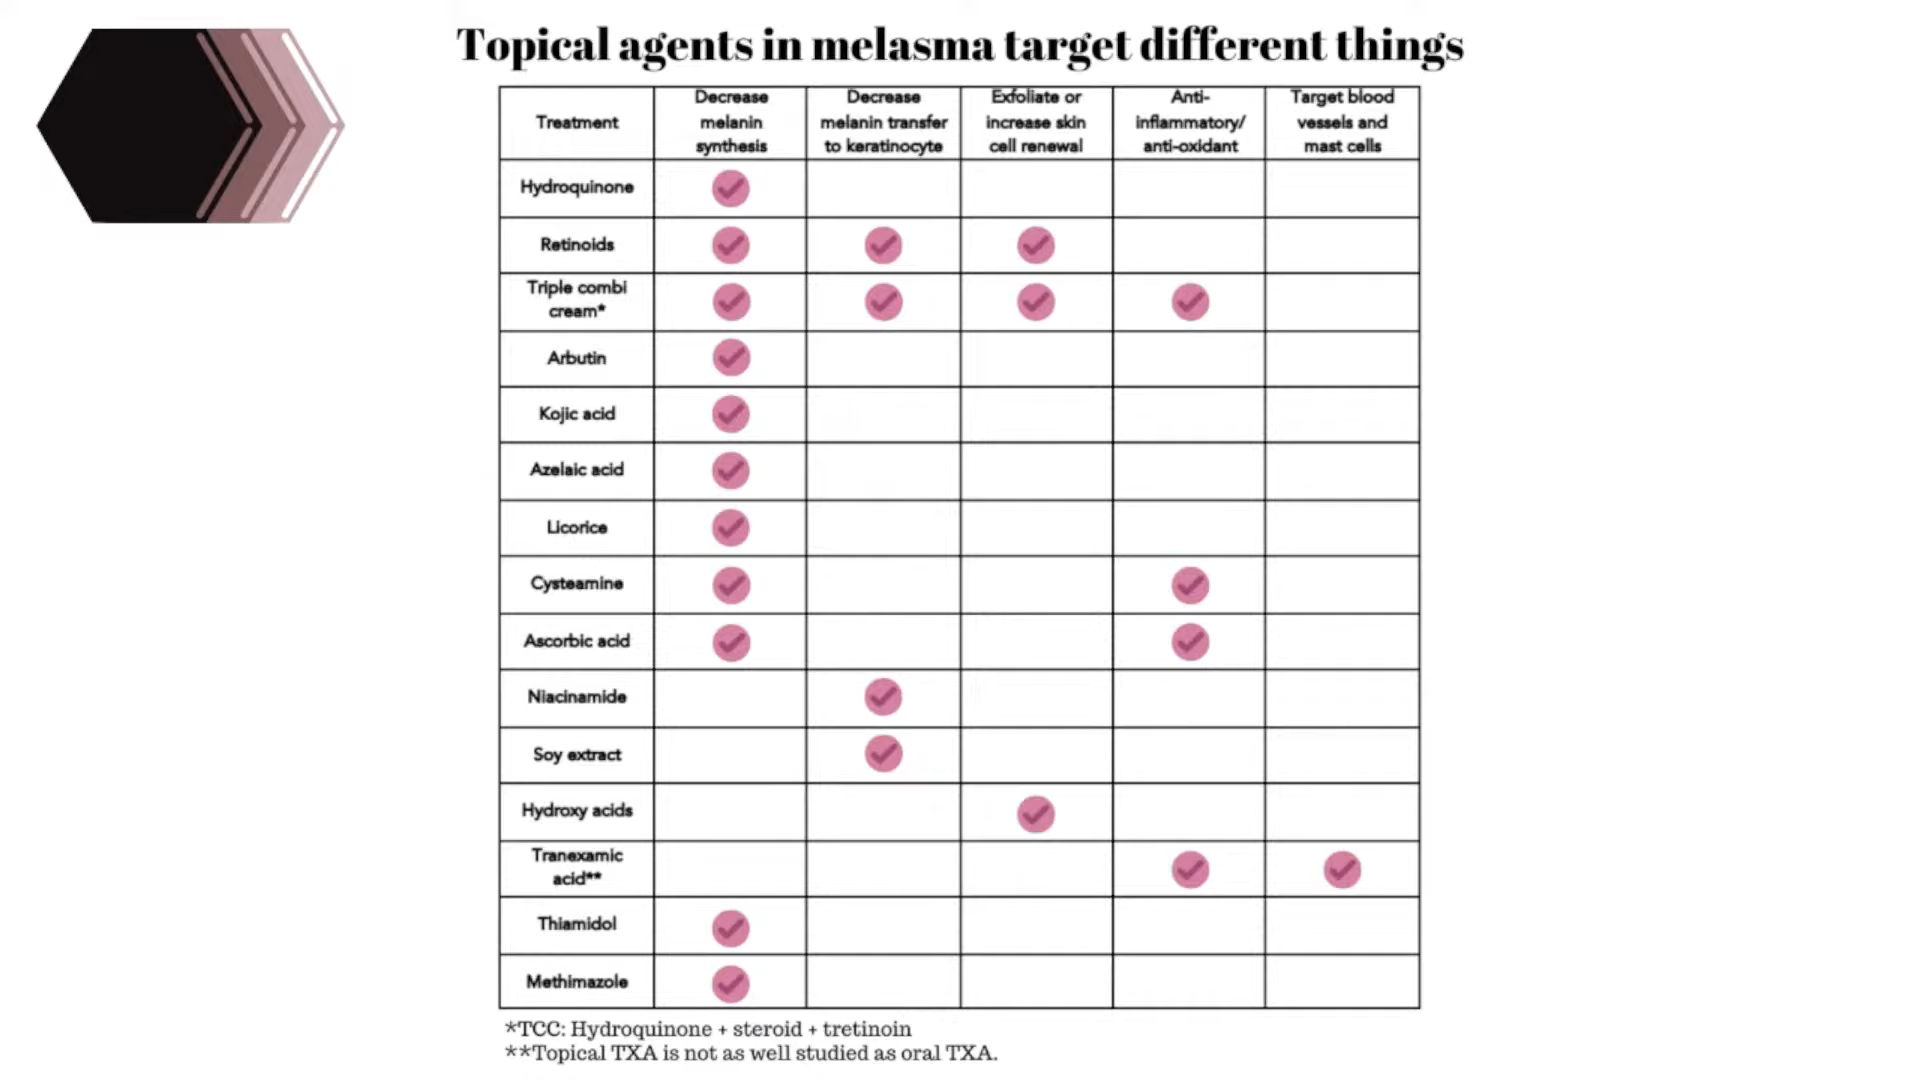 Topical agents in melasma target different things
Treatment
Decrease
melanin
synthesis
Decrease
melanin transfer
to keratinocyte
Exfoliate or
increase skin
cell renewal
Anti-
inflammatory/
anti-oxidant
Target blood
vessels and
mast cells
Hydroquinone
Retinoids
Triple combi
cream*
Arbutin
Kojic acid
Azelaic acid
Licorice
Cysteamine
Ascorbic acid
Niacinamide
Soy extract
Hydroxy acids
Tranexamic
acid**
Thiamidol
Methimazole
*TCC: Hydroquinone + steroid + tretinoin
**Topical TXA is not as well studied as oral TXA.